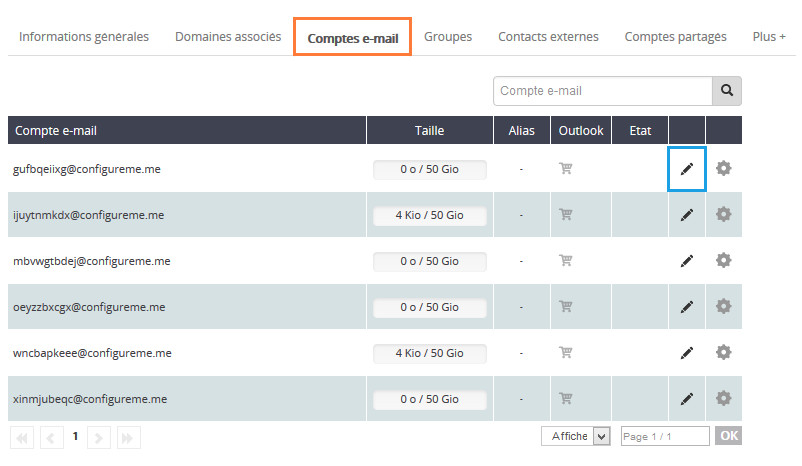 Informations générales Domaines associés Comptes e-mail Groupes Contacts externes Comptes partagés Plus +
Compte e-mail
Compte e-mail Taille Alias Outlook Etat
gufbqeiixg@configureme.me 0 o / 50 Gio -
ijuytnmkdx@configureme.me 4 Kio / 50 Gio -
mbvwgtbdej@configureme.me 0 o / 50 Gio -
oeyzzbxcgx@configureme.me 0 o / 50 Gio -
wncbapkeee@configureme.me 4 Kio / 50 Gio -
xinmjubeqc@configureme.me 0 o / 50 Gio -
1 Affiche Page 1 / 1 OK